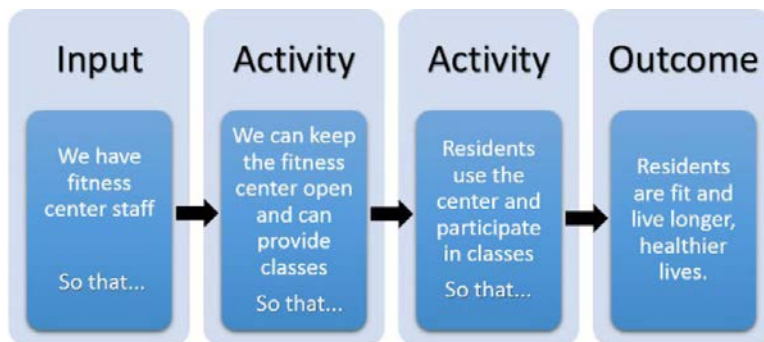 Input
We have
fitness
center staff
So that...
Activity
We can keep
the fitness
center open
and can
provide
classes
So that...
Activity
Residents
use the
center and
participate
in classes
So that...
Outcome
Residents
are fit and
live longer,
healthier
lives.